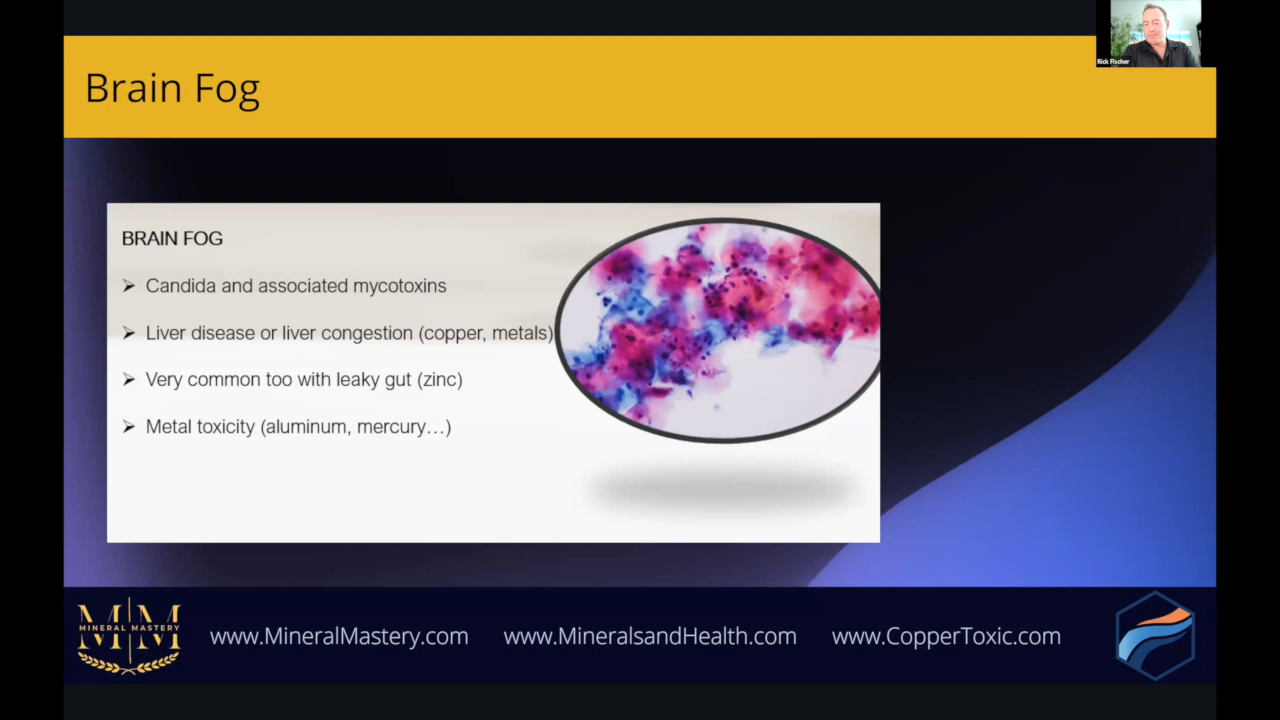 Rick Fischer
Brain Fog
BRAIN FOG
➢ Candida and associated mycotoxins
➢ Liver disease or liver congestion (copper, metals)
➢ Very common too with leaky gut (zinc)
➢ Metal toxicity (aluminum, mercury…)
MM
MINERAL MASTERY
www.MineralMastery.com
www.MineralsandHealth.com
www.CopperToxic.com